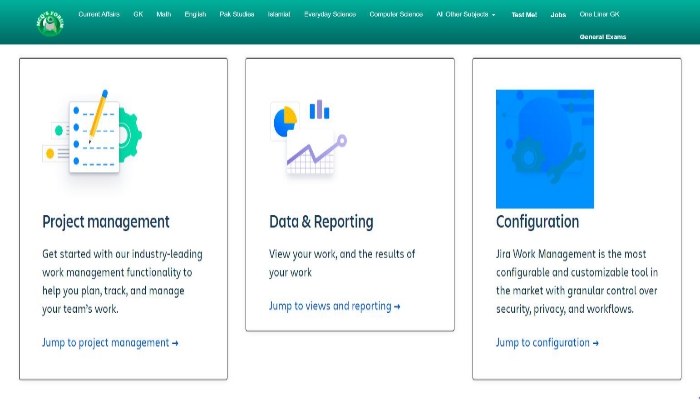 MCQ'S FORUM
Current Affairs GK Math English Pak Studies Islamiat Everyday Science Computer Science All Other Subjects Test Me! Jobs One Liner GK
General Exams
Project management
Get started with our industry-leading
work management functionality to
help you plan, track, and manage
your team's work.
Jump to project management →
Data & Reporting
View your work, and the results of
your work
Jump to views and reporting →
Configuration
Jira Work Management is the most
configurable and customizable tool in
the market with granular control over
security, privacy, and workflows.
Jump to configuration →